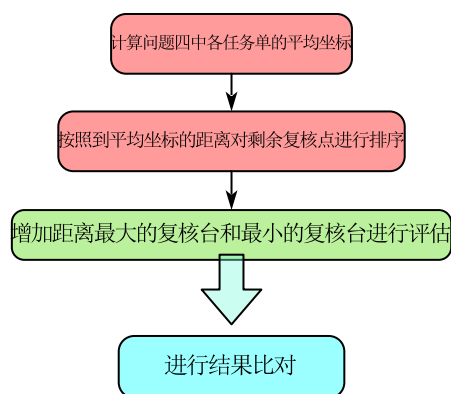 计算问题四中各任务单的平均坐标
按照到平均坐标的距离对剩余复核点进行排序
增加距离最大的复核台和最小的复核台进行评估
进行结果比对